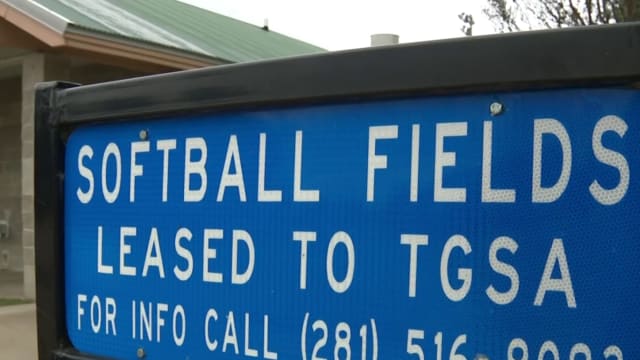 SOFTBALL FIELDS
LEASED TO TGSA
FOR INFO CALL (281) 516